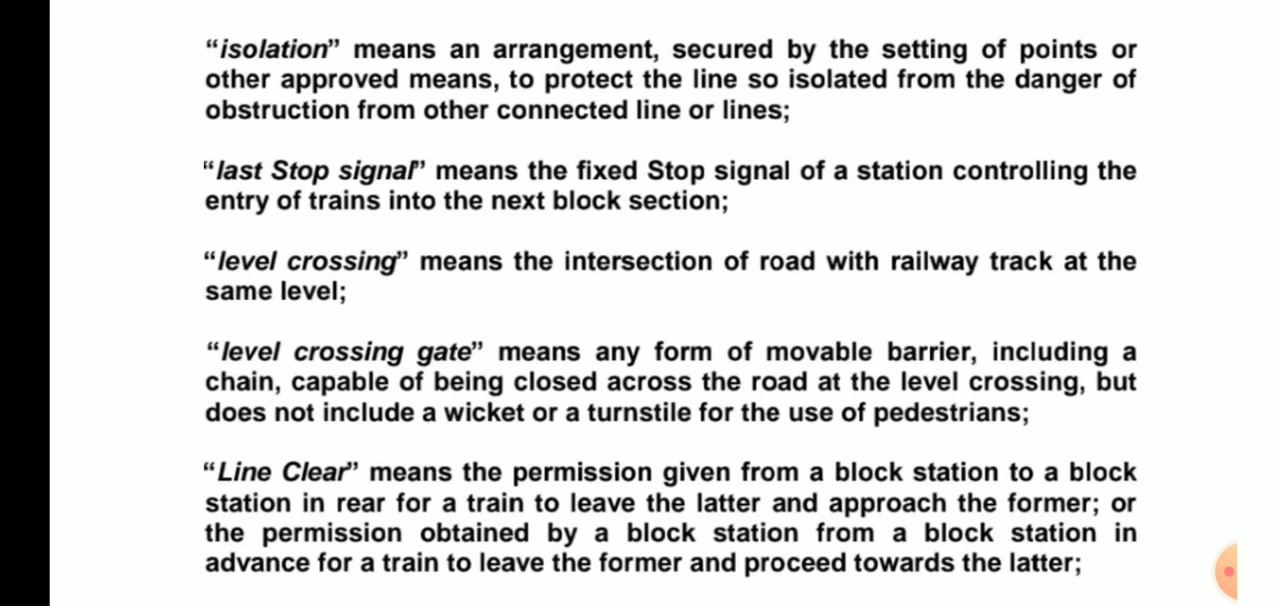 “isolation” means an arrangement, secured by the setting of points or
other approved means, to protect the line so isolated from the danger of
obstruction from other connected line or lines;
“last Stop signal” means the fixed Stop signal of a station controlling the
entry of trains into the next block section;
“level crossing” means the intersection of road with railway track at the
same level;
“level crossing gate” means any form of movable barrier, including a
chain, capable of being closed across the road at the level crossing, but
does not include a wicket or a turnstile for the use of pedestrians;
“Line Clear” means the permission given from a block station to a block
station in rear for a train to leave the latter and approach the former; or
the permission obtained by a block station from a block station in
advance for a train to leave the former and proceed towards the latter;